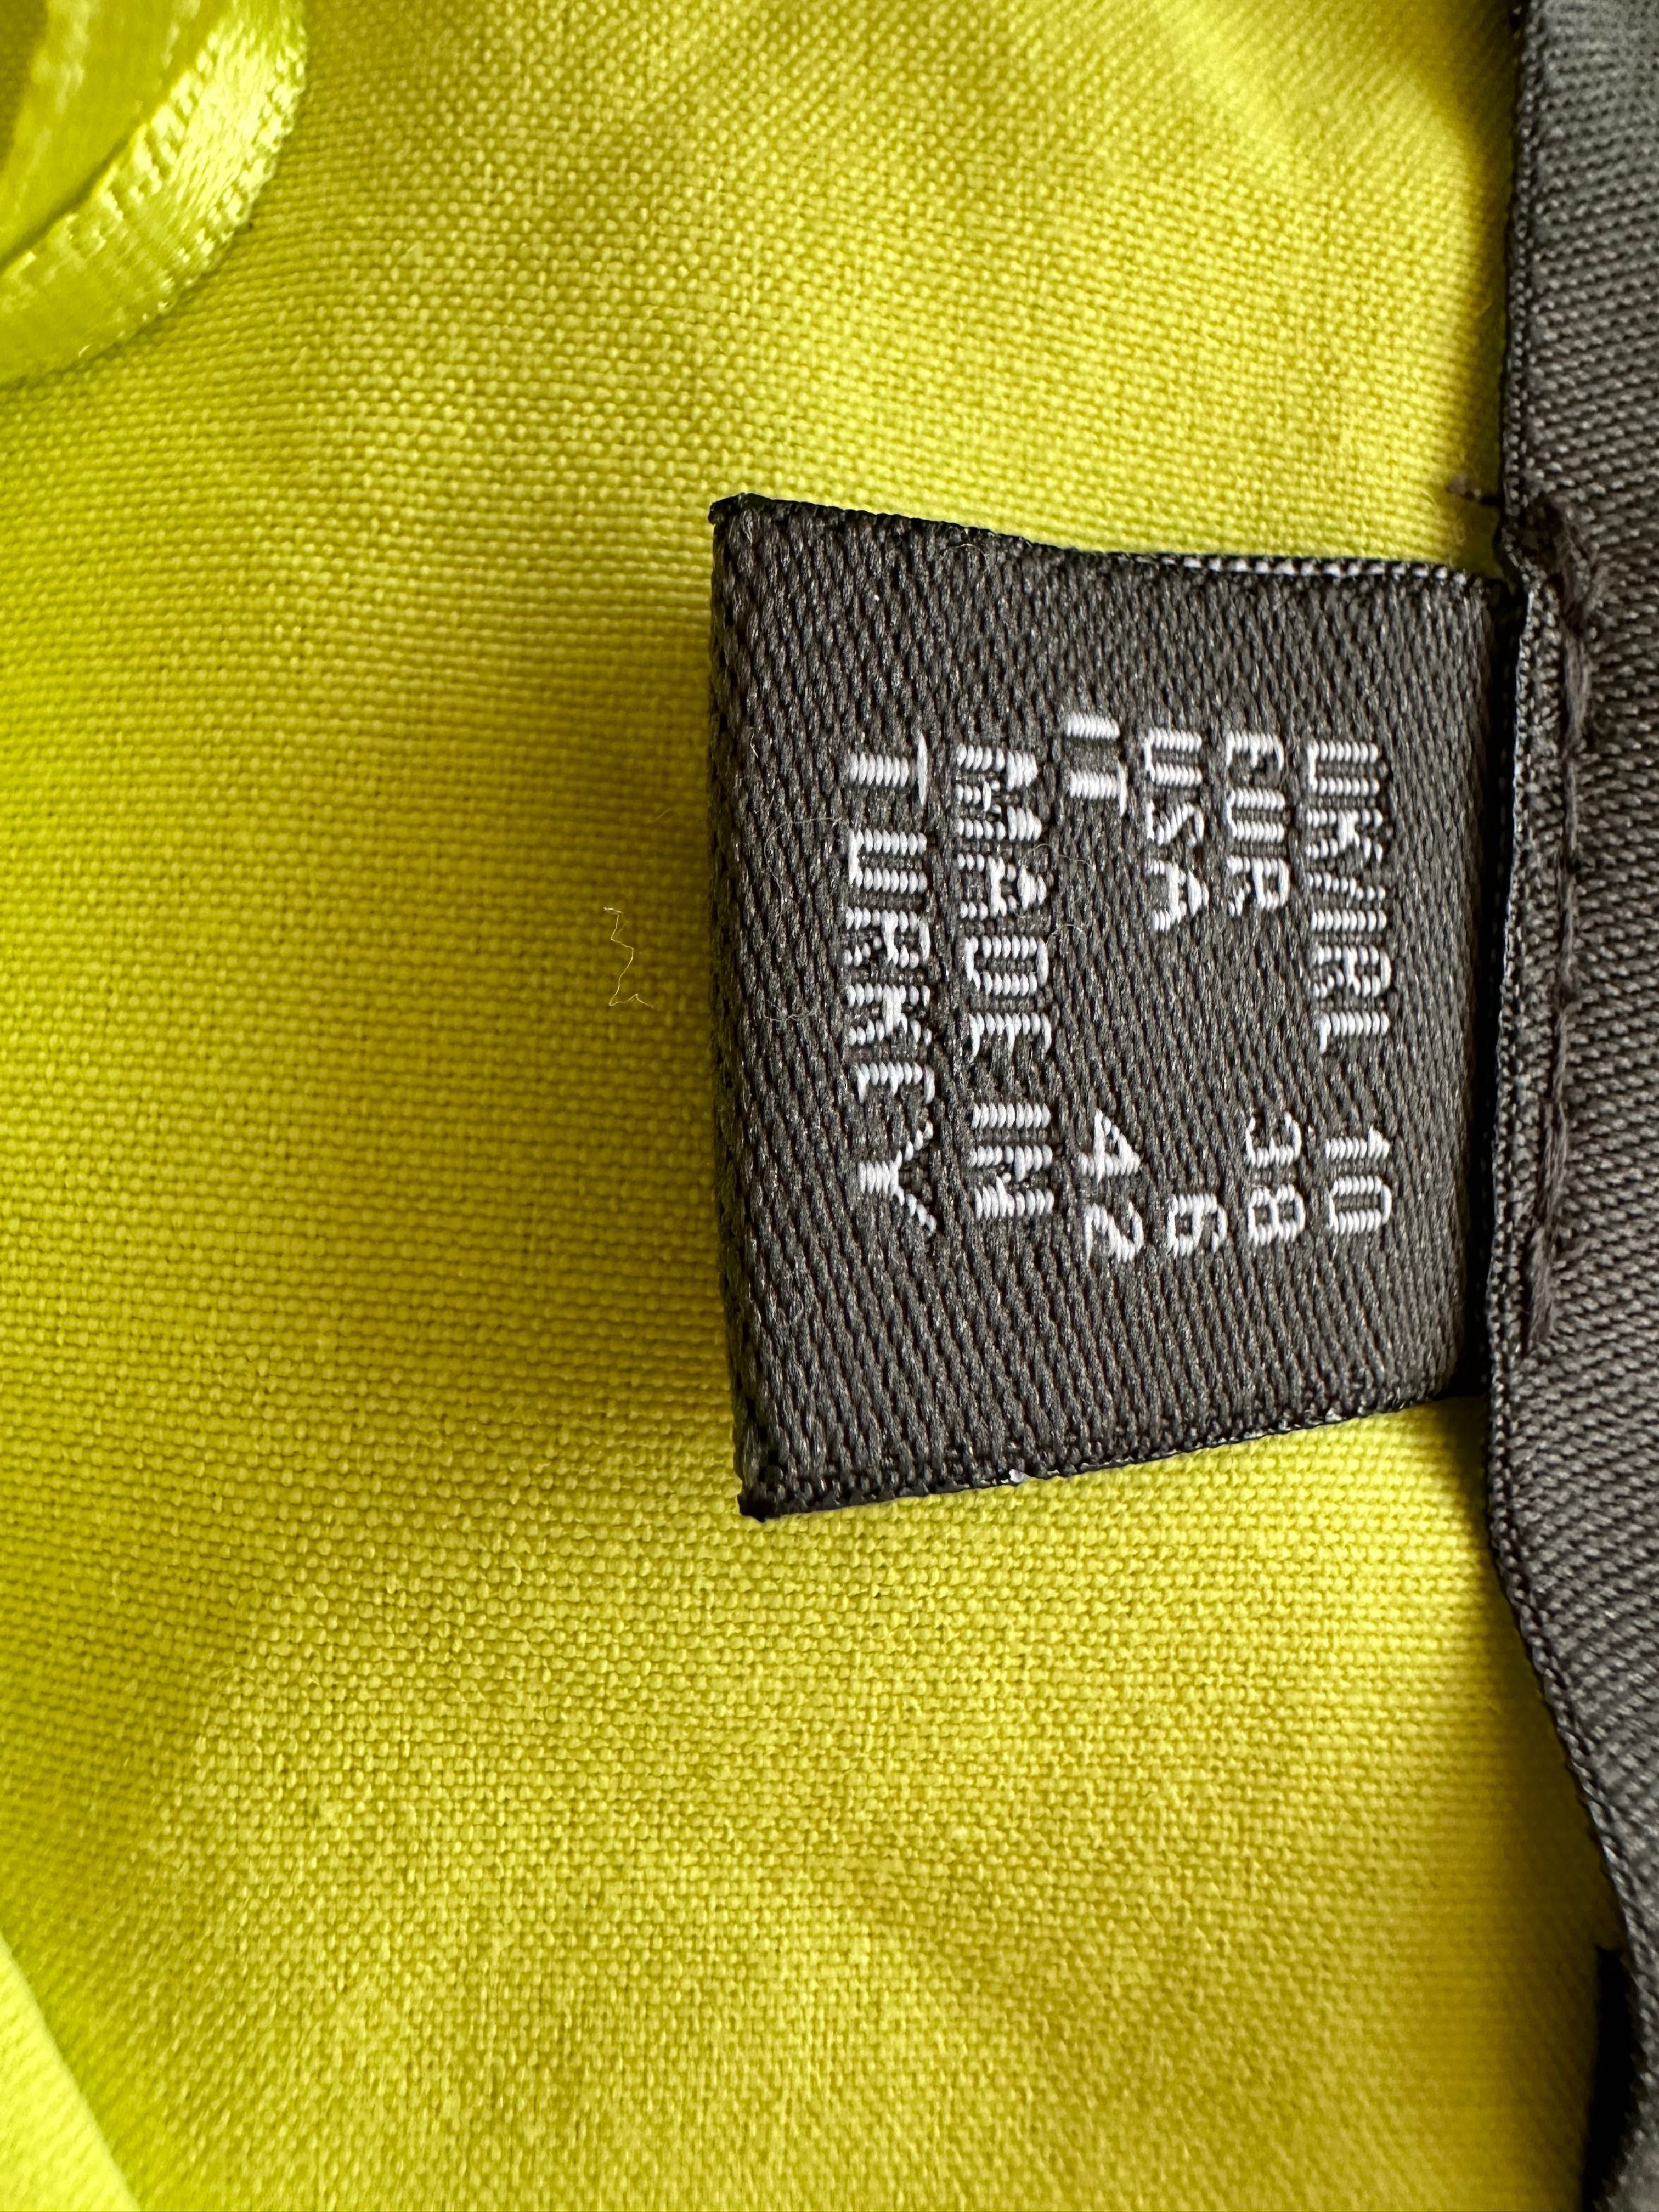 UK/IRL 10
EUR 38
USA 6
IT 42
MADE IN
TURKEY